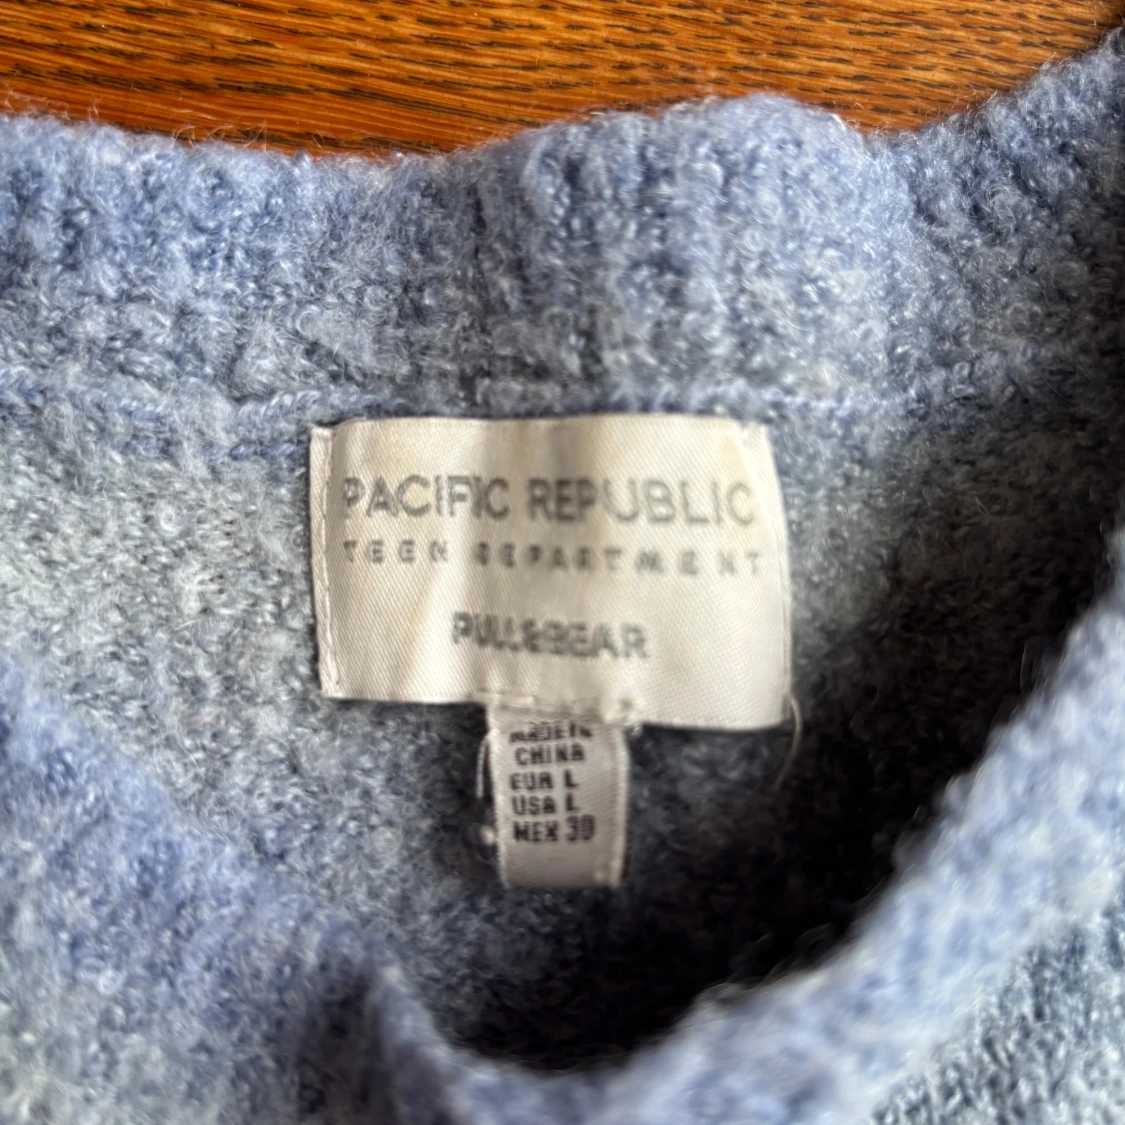 PACIFIC REPUBLIC
TEEN DEPARTMENT
PULL&BEAR
MADE IN
CHINA
EUR L
USA L
MEX 30